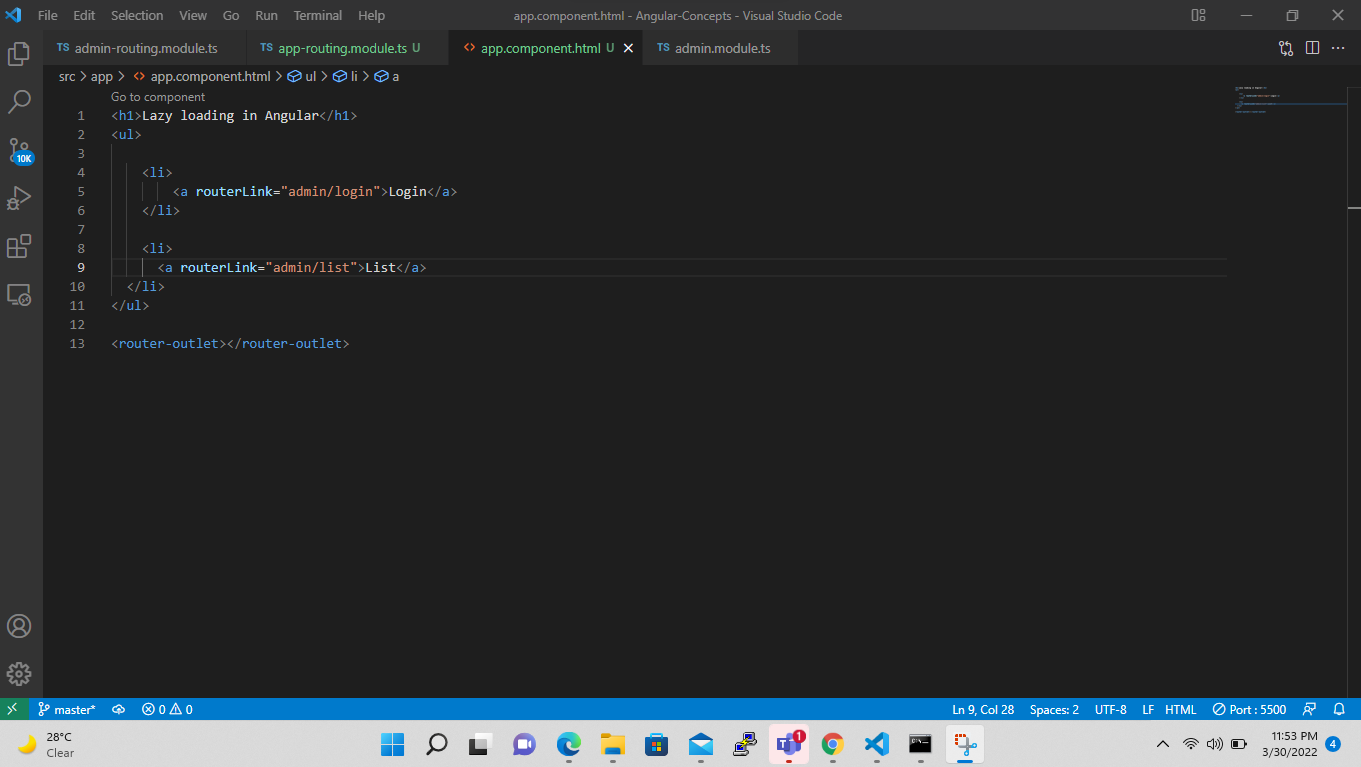 File Edit Selection View Go Run Terminal Help app.component.html - Angular-Concepts - Visual Studio Code
TS admin-routing.module.ts TS app-routing.module.ts U <> app.component.html U TS admin.module.ts
src > app > <> app.component.html > ul > li > a
Go to component
1 <h1>Lazy loading in Angular</h1>
2 <ul>
3
4 <li>
5 <a routerLink="admin/login">Login</a>
6 </li>
7
8 <li>
9 <a routerLink="admin/list">List</a>
10 </li>
11 </ul>
12
13 <router-outlet></router-outlet>
10K
master* 0 0 Ln 9, Col 28 Spaces: 2 UTF-8 LF HTML Port : 5500
28°C
Clear
1
11:53 PM
3/30/2022 4